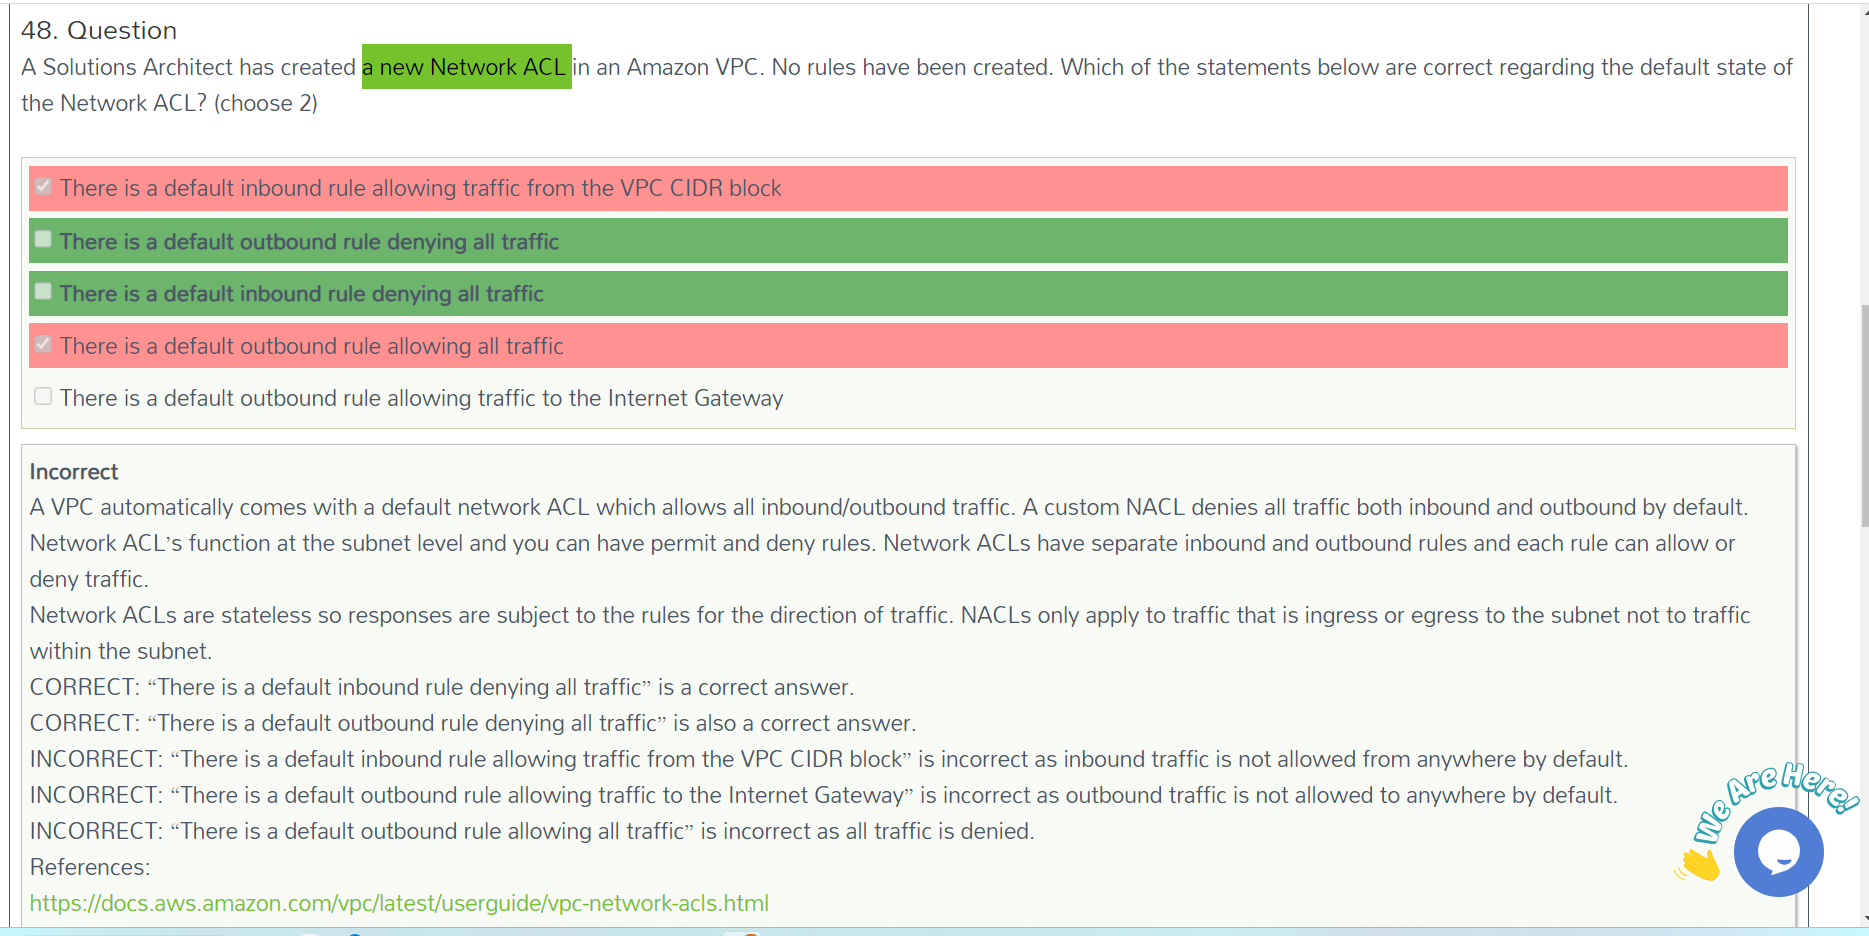 48. Question
A Solutions Architect has created a new Network ACL in an Amazon VPC. No rules have been created. Which of the statements below are correct regarding the default state of
the Network ACL? (choose 2)
There is a default inbound rule allowing traffic from the VPC CIDR block
There is a default outbound rule denying all traffic
There is a default inbound rule denying all traffic
There is a default outbound rule allowing all traffic
There is a default outbound rule allowing traffic to the Internet Gateway
Incorrect
A VPC automatically comes with a default network ACL which allows all inbound/outbound traffic. A custom NACL denies all traffic both inbound and outbound by default.
Network ACL’s function at the subnet level and you can have permit and deny rules. Network ACLs have separate inbound and outbound rules and each rule can allow or
deny traffic.
Network ACLs are stateless so responses are subject to the rules for the direction of traffic. NACLs only apply to traffic that is ingress or egress to the subnet not to traffic
within the subnet.
CORRECT: “There is a default inbound rule denying all traffic” is a correct answer.
CORRECT: “There is a default outbound rule denying all traffic” is also a correct answer.
INCORRECT: “There is a default inbound rule allowing traffic from the VPC CIDR block” is incorrect as inbound traffic is not allowed from anywhere by default.
INCORRECT: “There is a default outbound rule allowing traffic to the Internet Gateway” is incorrect as outbound traffic is not allowed to anywhere by default.
INCORRECT: “There is a default outbound rule allowing all traffic” is incorrect as all traffic is denied.
References:
https://docs.aws.amazon.com/vpc/latest/userguide/vpc-network-acls.html
We Are Here!